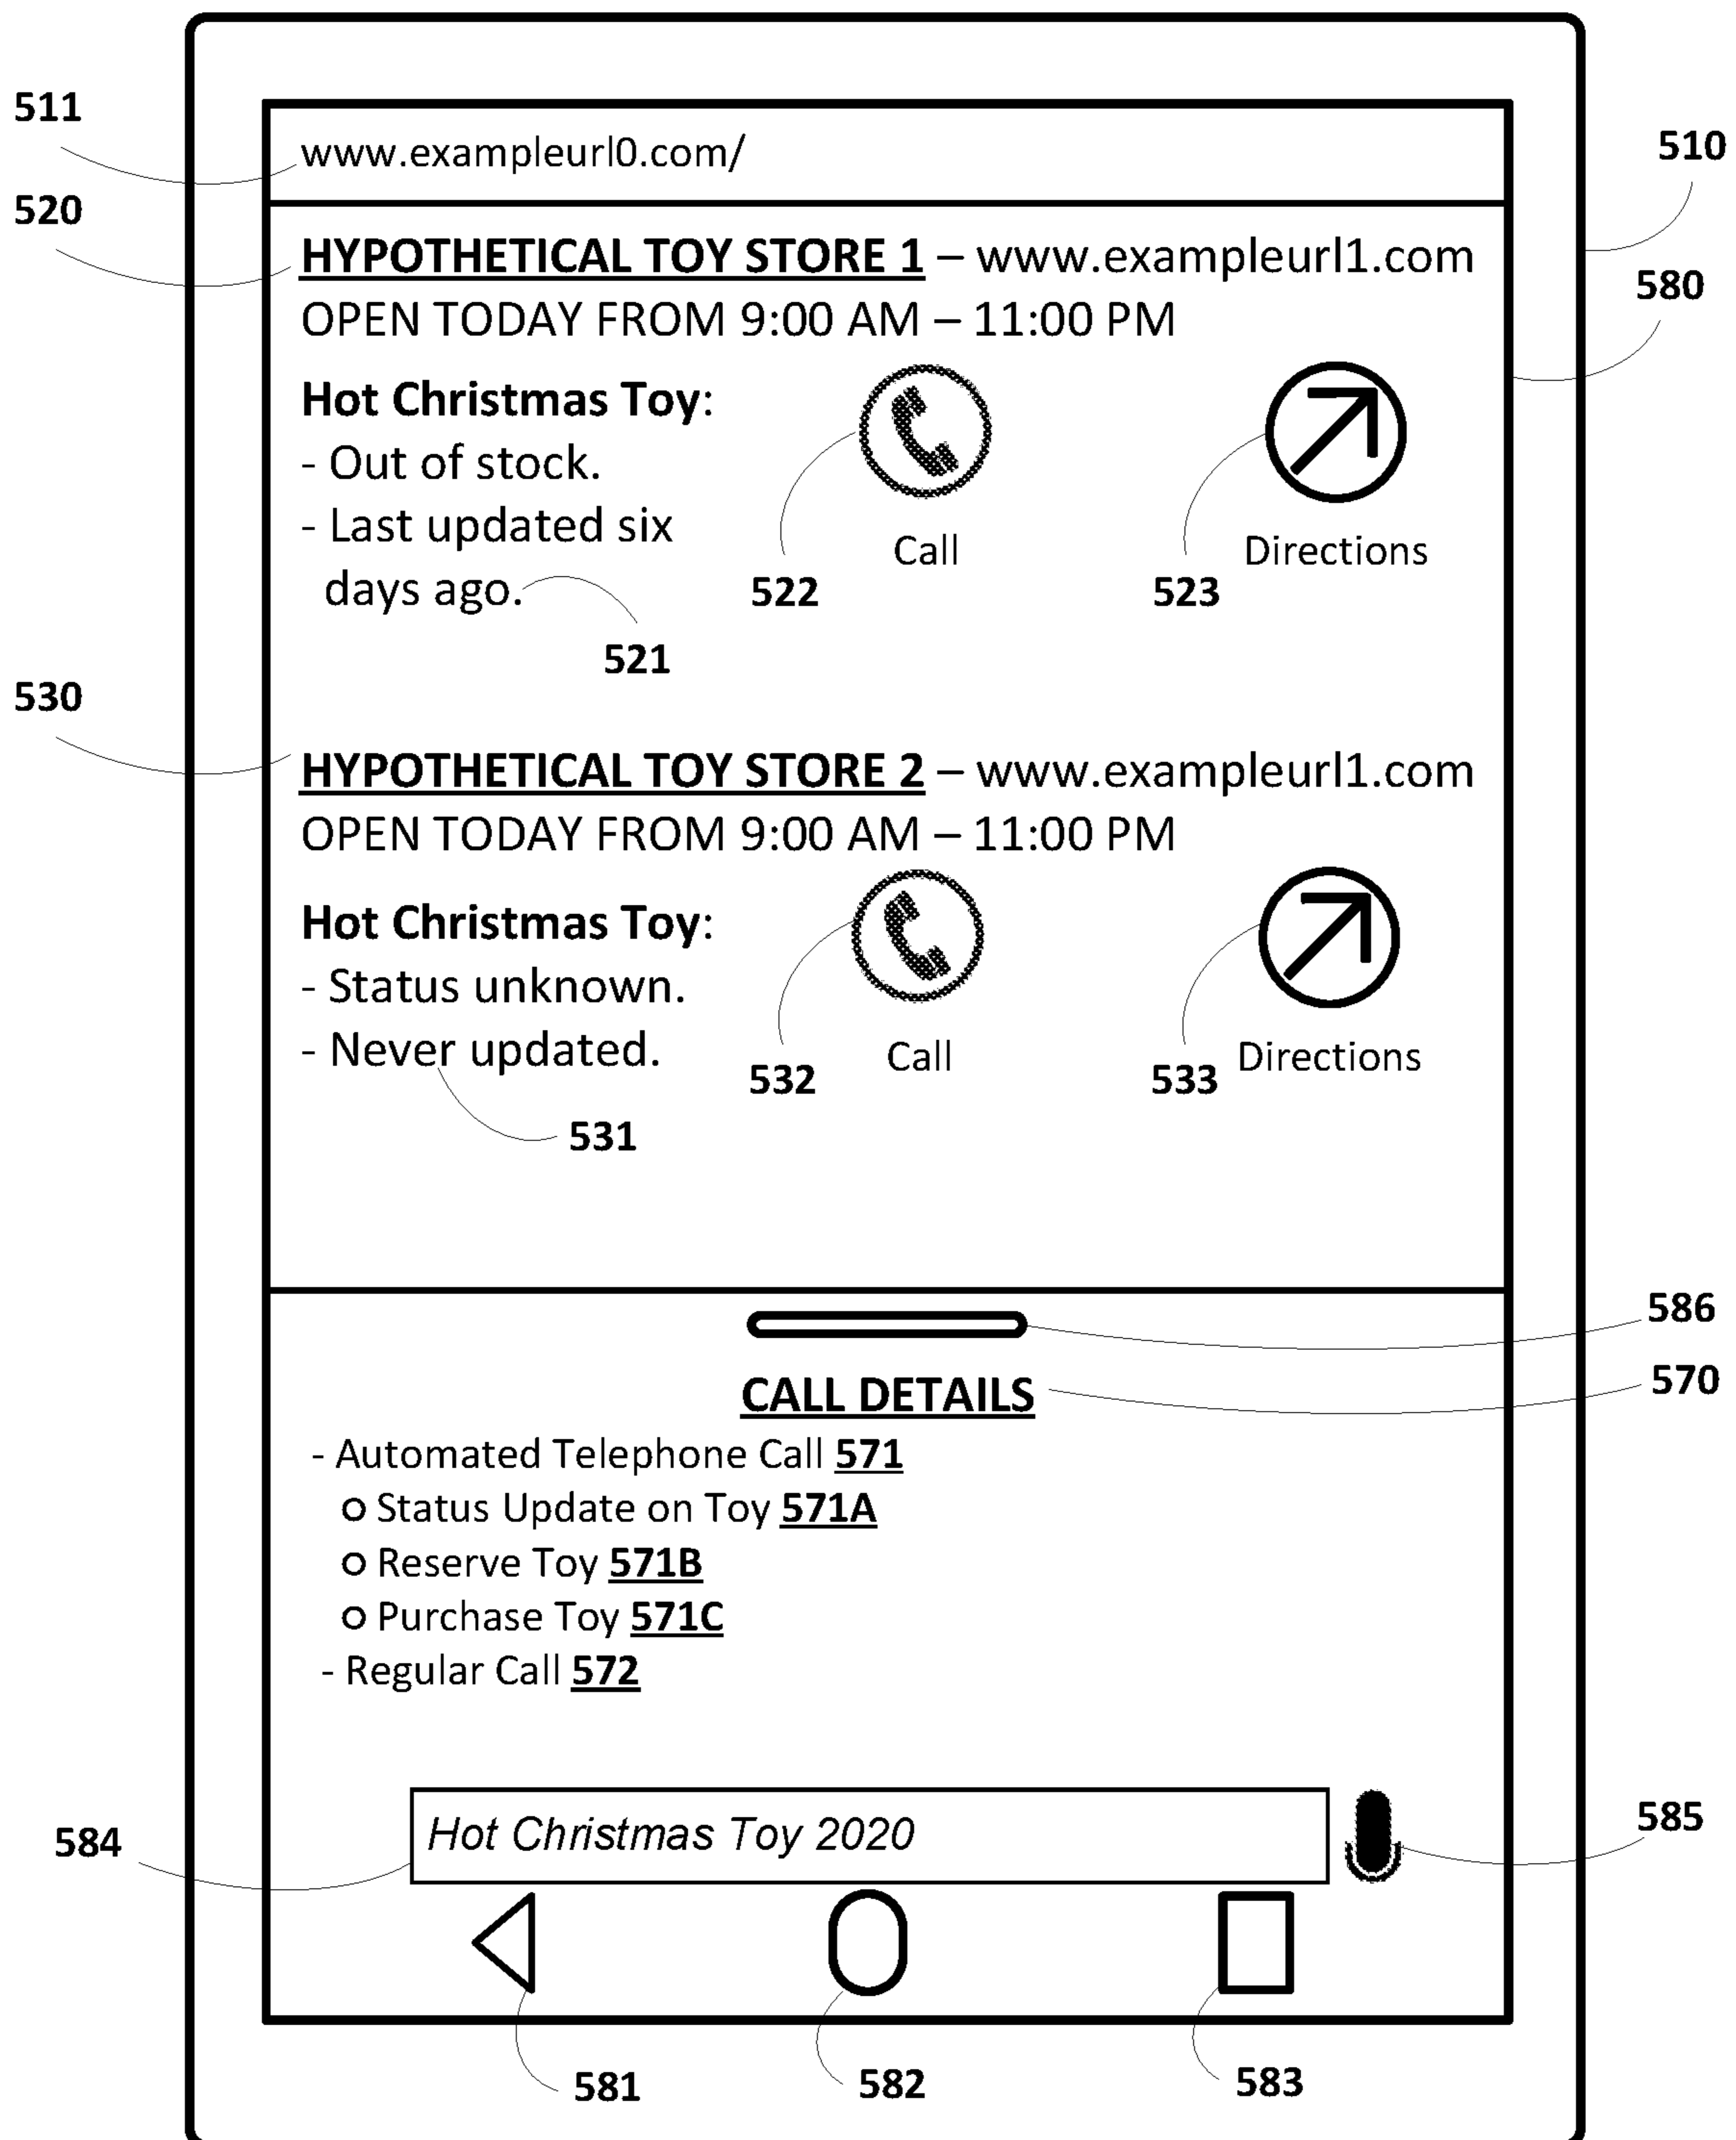 511
www.exampleurl0.com/
510
520
HYPOTHETICAL TOY STORE 1 – www.exampleurl1.com
580
OPEN TODAY FROM 9:00 AM – 11:00 PM
Hot Christmas Toy:
- Out of stock.
- Last updated six
days ago.
Call
Directions
522
523
521
530
HYPOTHETICAL TOY STORE 2 – www.exampleurl1.com
OPEN TODAY FROM 9:00 AM – 11:00 PM
Hot Christmas Toy:
- Status unknown.
- Never updated.
Call
Directions
532
533
531
586
CALL DETAILS
570
- Automated Telephone Call 571
o Status Update on Toy 571A
o Reserve Toy 571B
o Purchase Toy 571C
- Regular Call 572
584
Hot Christmas Toy 2020
585
581
582
583